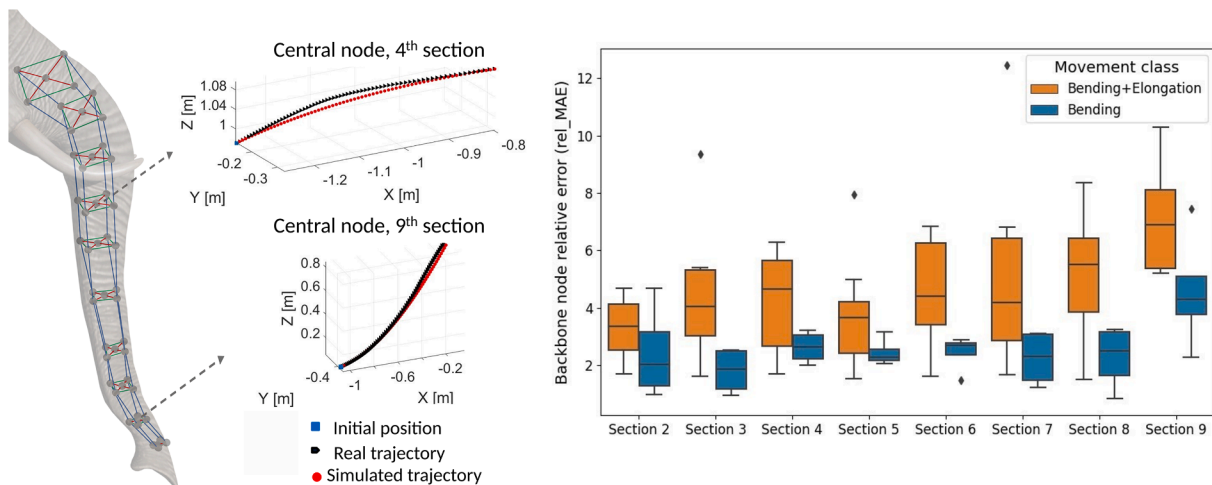 Central node, 4th section
Z [m]
1.08
1.04
1
-0.2
-0.3
Y [m]
-1.2
-1.1
-1
-0.9
-0.8
X [m]
Central node, 9th section
Z [m]
0.8
0.6
0.4
0.2
-0.4
-1
-0.6
-0.2
Y [m]
X [m]
Initial position
Real trajectory
Simulated trajectory
Backbone node relative error (rel_MAE)
12
10
8
6
4
2
Movement class
Bending+Elongation
Bending
Section 2
Section 3
Section 4
Section 5
Section 6
Section 7
Section 8
Section 9